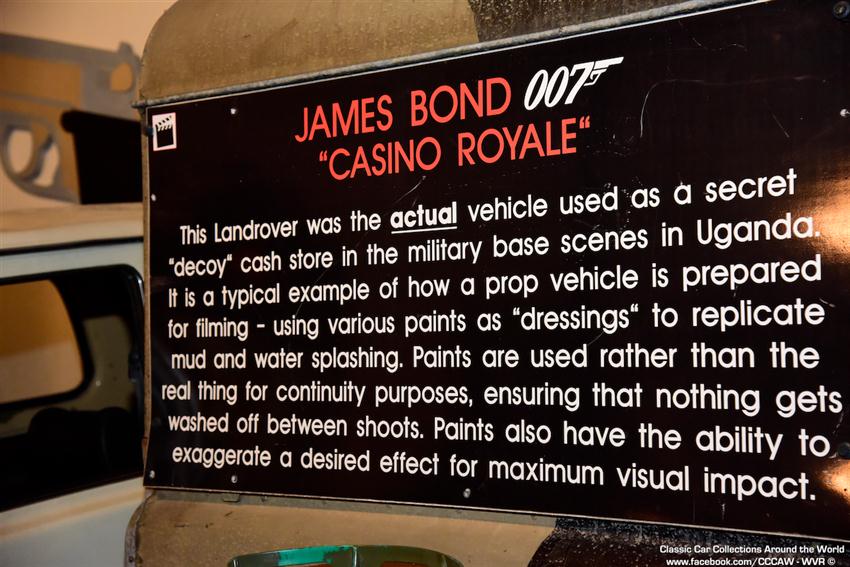 JAMES BOND 007
"CASINO ROYALE"
This Landrover was the actual vehicle used as a secret
"decoy" cash store in the military base scenes in Uganda.
It is a typical example of how a prop vehicle is prepared
for filming - using various paints as "dressings" to replicate
mud and water splashing. Paints are used rather than the
real thing for continuity purposes, ensuring that nothing gets
washed off between shoots. Paints also have the ability to
exaggerate a desired effect for maximum visual impact.
Classic Car Collections Around the World
www.facebook.com/CCCAW - WVR ©